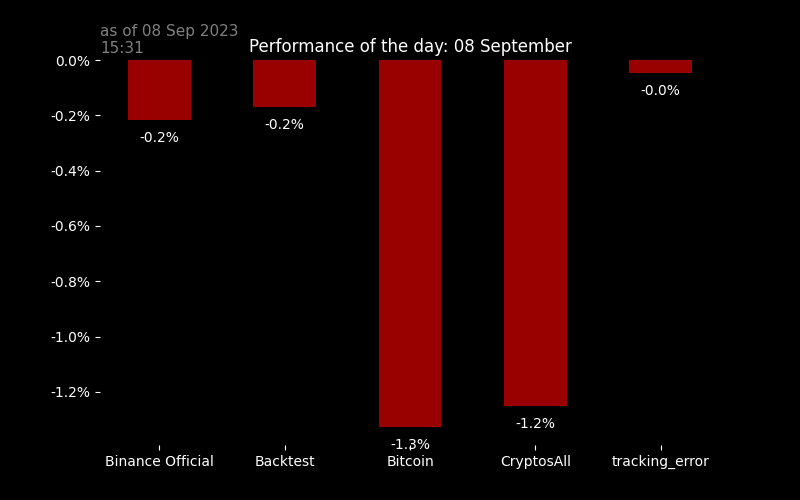 as of 08 Sep 2023
15:31
Performance of the day: 08 September
0.0%
-0.2%
-0.4%
-0.6%
-0.8%
-1.0%
-1.2%
-0.2%
-0.2%
-1.3%
-1.2%
-0.0%
Binance Official
Backtest
Bitcoin
CryptosAll
tracking_error